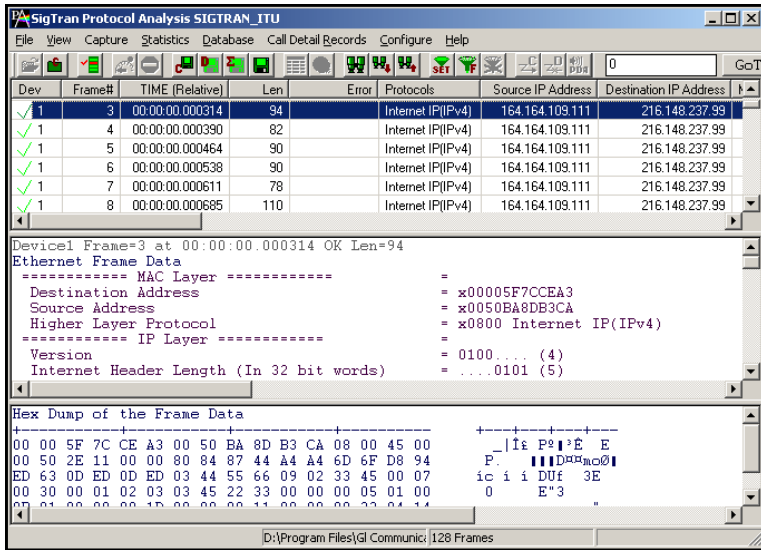 SigTran Protocol Analysis SIGTRAN_ITU
File View Capture Statistics Database Call Detail Records Configure Help
SET 0 GoT
Dev Frame# TIME (Relative) Len Error Protocols Source IP Address Destination IP Address
1 3 00:00:00.000314 94 Internet IP(IPv4) 164.164.109.111 216.148.237.99
1 4 00:00:00.000390 82 Internet IP(IPv4) 164.164.109.111 216.148.237.99
1 5 00:00:00.000464 90 Internet IP(IPv4) 164.164.109.111 216.148.237.99
1 6 00:00:00.000538 90 Internet IP(IPv4) 164.164.109.111 216.148.237.99
1 7 00:00:00.000611 78 Internet IP(IPv4) 164.164.109.111 216.148.237.99
1 8 00:00:00.000685 110 Internet IP(IPv4) 164.164.109.111 216.148.237.99
Device1 Frame=3 at 00:00:00.000314 OK Len=94
Ethernet Frame Data
============ MAC Layer ============ =
Destination Address = x00005F7CCEA3
Source Address = x0050BA8DB3CA
Higher Layer Protocol = x0800 Internet IP(IPv4)
============ IP Layer ============ =
Version = 0100.... (4)
Internet Header Length (In 32 bit words) = ....0101 (5)
Hex Dump of the Frame Data
+-----------+-----------+-----------+----------- +---+---+---+---
00 00 5F 7C CE A3 00 50 BA 8D B3 CA 08 00 45 00 _|Î£ Pº ³Ê E
00 50 2E 11 00 00 80 84 87 44 A4 A4 6D 6F D8 94 P. D¤¤moØ
ED 63 0D ED 0D ED 03 44 55 66 09 02 33 45 00 07 íc í í DUf 3E
00 30 00 01 02 03 03 45 22 33 00 00 00 05 01 00 0 E"3
D:\Program Files\Gl Communic 128 Frames